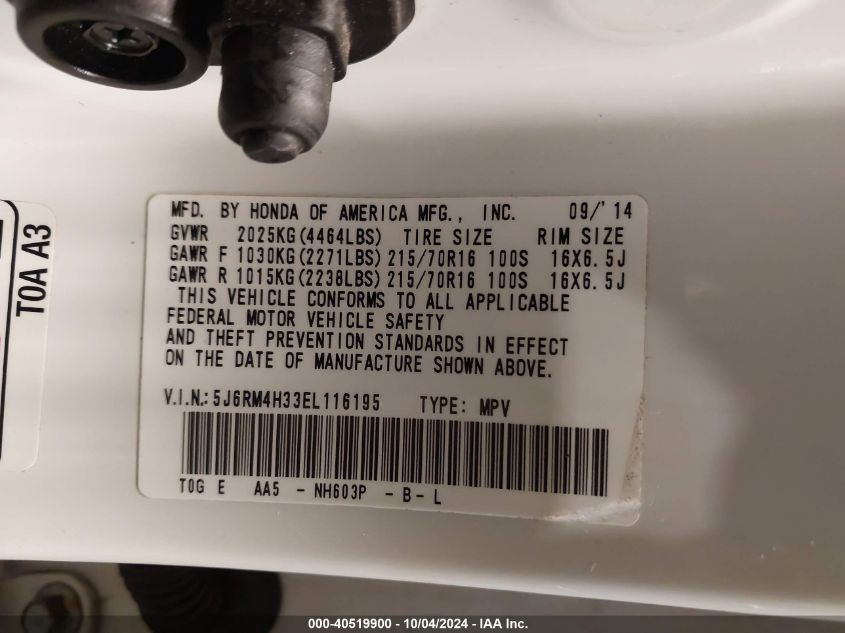 MFD. BY HONDA OF AMERICA MFG., INC. 09/'14
GVWR 2025KG(4464LBS) TIRE SIZE RIM SIZE
GAWR F 1030KG(2271LBS) 215/70R16 100S 16X6.5J
GAWR R 1015KG(2238LBS) 215/70R16 100S 16X6.5J
THIS VEHICLE CONFORMS TO ALL APPLICABLE
FEDERAL MOTOR VEHICLE SAFETY
AND THEFT PREVENTION STANDARDS IN EFFECT
ON THE DATE OF MANUFACTURE SHOWN ABOVE.
V.I.N.: 5J6RM4H33EL116195 TYPE: MPV
T0G E AA5 - NH603P - B - L
T0A A3
000-40519900 - 10/04/2024 - IAA Inc.